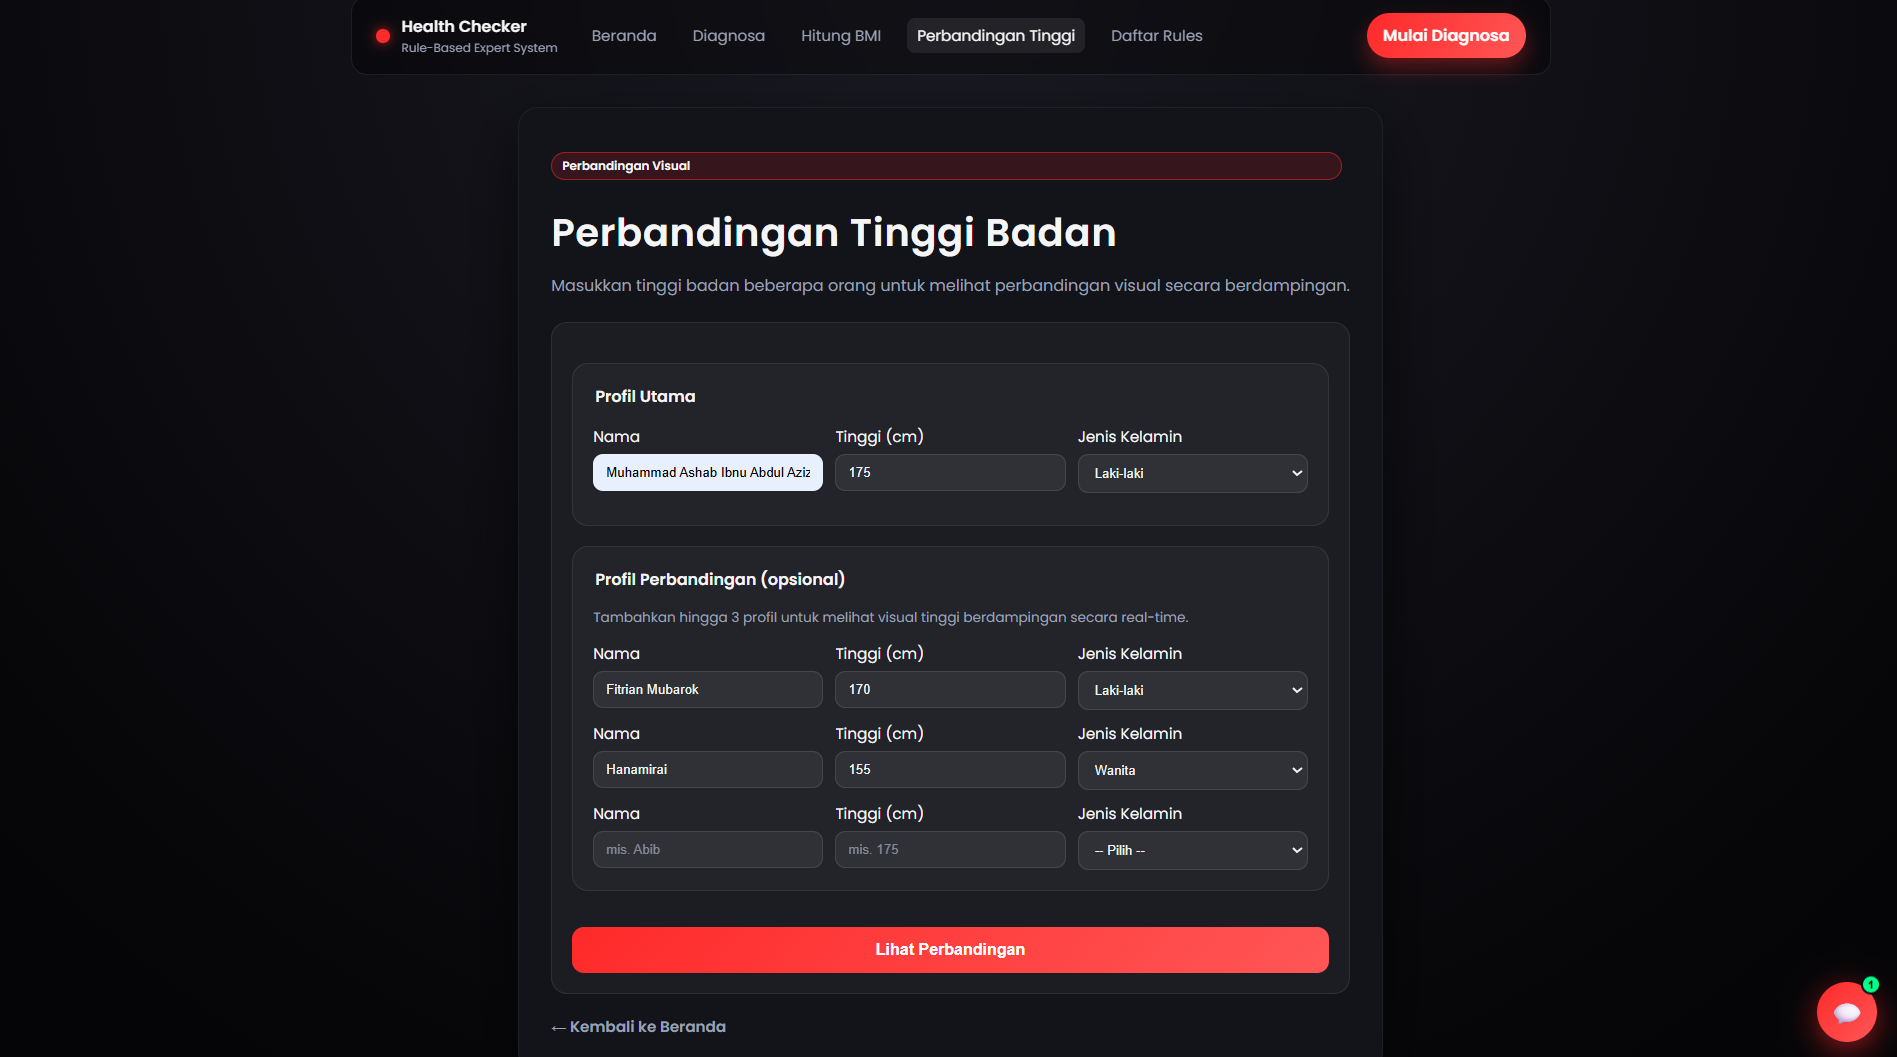 Health Checker
Rule-Based Expert System
Beranda
Diagnosa
Hitung BMI
Perbandingan Tinggi
Daftar Rules
Mulai Diagnosa
Perbandingan Visual
Perbandingan Tinggi Badan
Masukkan tinggi badan beberapa orang untuk melihat perbandingan visual secara berdampingan.
Profil Utama
Nama Tinggi (cm) Jenis Kelamin
Muhammad Ashab Ibnu Abdul Aziz 175 Laki-laki
Profil Perbandingan (opsional)
Tambahkan hingga 3 profil untuk melihat visual tinggi berdampingan secara real-time.
Nama Tinggi (cm) Jenis Kelamin
Fitrian Mubarok 170 Laki-laki
Nama Tinggi (cm) Jenis Kelamin
Hanamirai 155 Wanita
Nama Tinggi (cm) Jenis Kelamin
mis. Abib mis. 175 -- Pilih --
Lihat Perbandingan
1
← Kembali ke Beranda